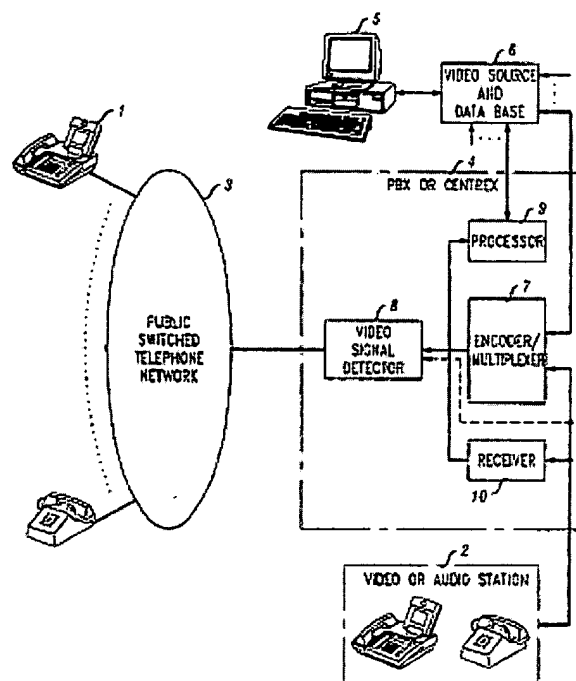 5
6
VIDEO SOURCE
AND
DATA BASE
1
3
4
PBX OR CENTREX
9
PROCESSOR
7
ENCODER/
MULTIPLEXER
8
VIDEO
SIGNAL
DETECTOR
PUBLIC
SWITCHED
TELEPHONE
NETWORK
RECEIVER
10
2
VIDEO OR AUDIO STATION